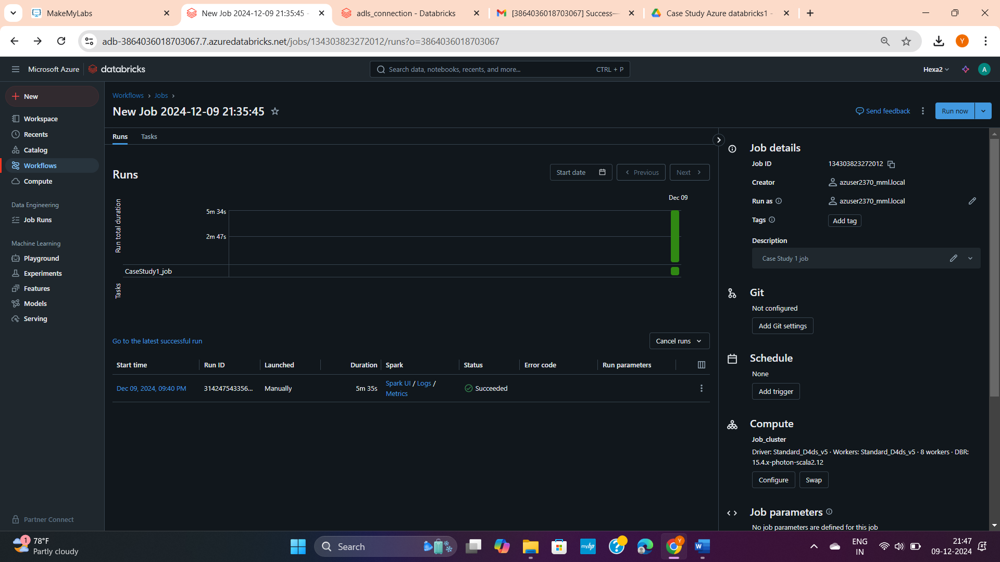 MakeMyLabs
New Job 2024-12-09 21:35:45 -
adls_connection - Databricks
[3864036018703067] Success—
Case Study Azure databricks1 -
adb-3864036018703067.7.azuredatabricks.net/jobs/134303823272012/runs?o=3864036018703067
Y
Microsoft Azure
databricks
Search data, notebooks, recents, and more...
CTRL + P
Hexa2
A
New
Workspace
Recents
Catalog
Workflows
Compute
Data Engineering
Job Runs
Machine Learning
Playground
Experiments
Features
Models
Serving
Partner Connect
Workflows › Jobs ›
New Job 2024-12-09 21:35:45
Send feedback
Run now
Runs
Tasks
Runs
Start date
Previous
Next
Dec 09
Run total duration
5m 34s
2m 47s
CaseStudy1_job
Tasks
Go to the latest successful run
Cancel runs
Start time Run ID Launched Duration Spark Status Error code Run parameters
Dec 09, 2024, 09:40 PM 314247543356... Manually 5m 35s Spark UI / Logs / Succeeded
Metrics
Job details
Job ID 134303823272012
Creator azuser2370_mml.local
Run as azuser2370_mml.local
Tags Add tag
Description
Case Study 1 job
Git
Not configured
Add Git settings
Schedule
None
Add trigger
Compute
Job_cluster
Driver: Standard_D4ds_v5 · Workers: Standard_D4ds_v5 · 8 workers · DBR:
15.4.x-photon-scala2.12
Configure
Swap
Job parameters
No job parameters are defined for this job
1
78°F
Partly cloudy
Search
myhp
Y
W
ENG
IN
21:47
09-12-2024